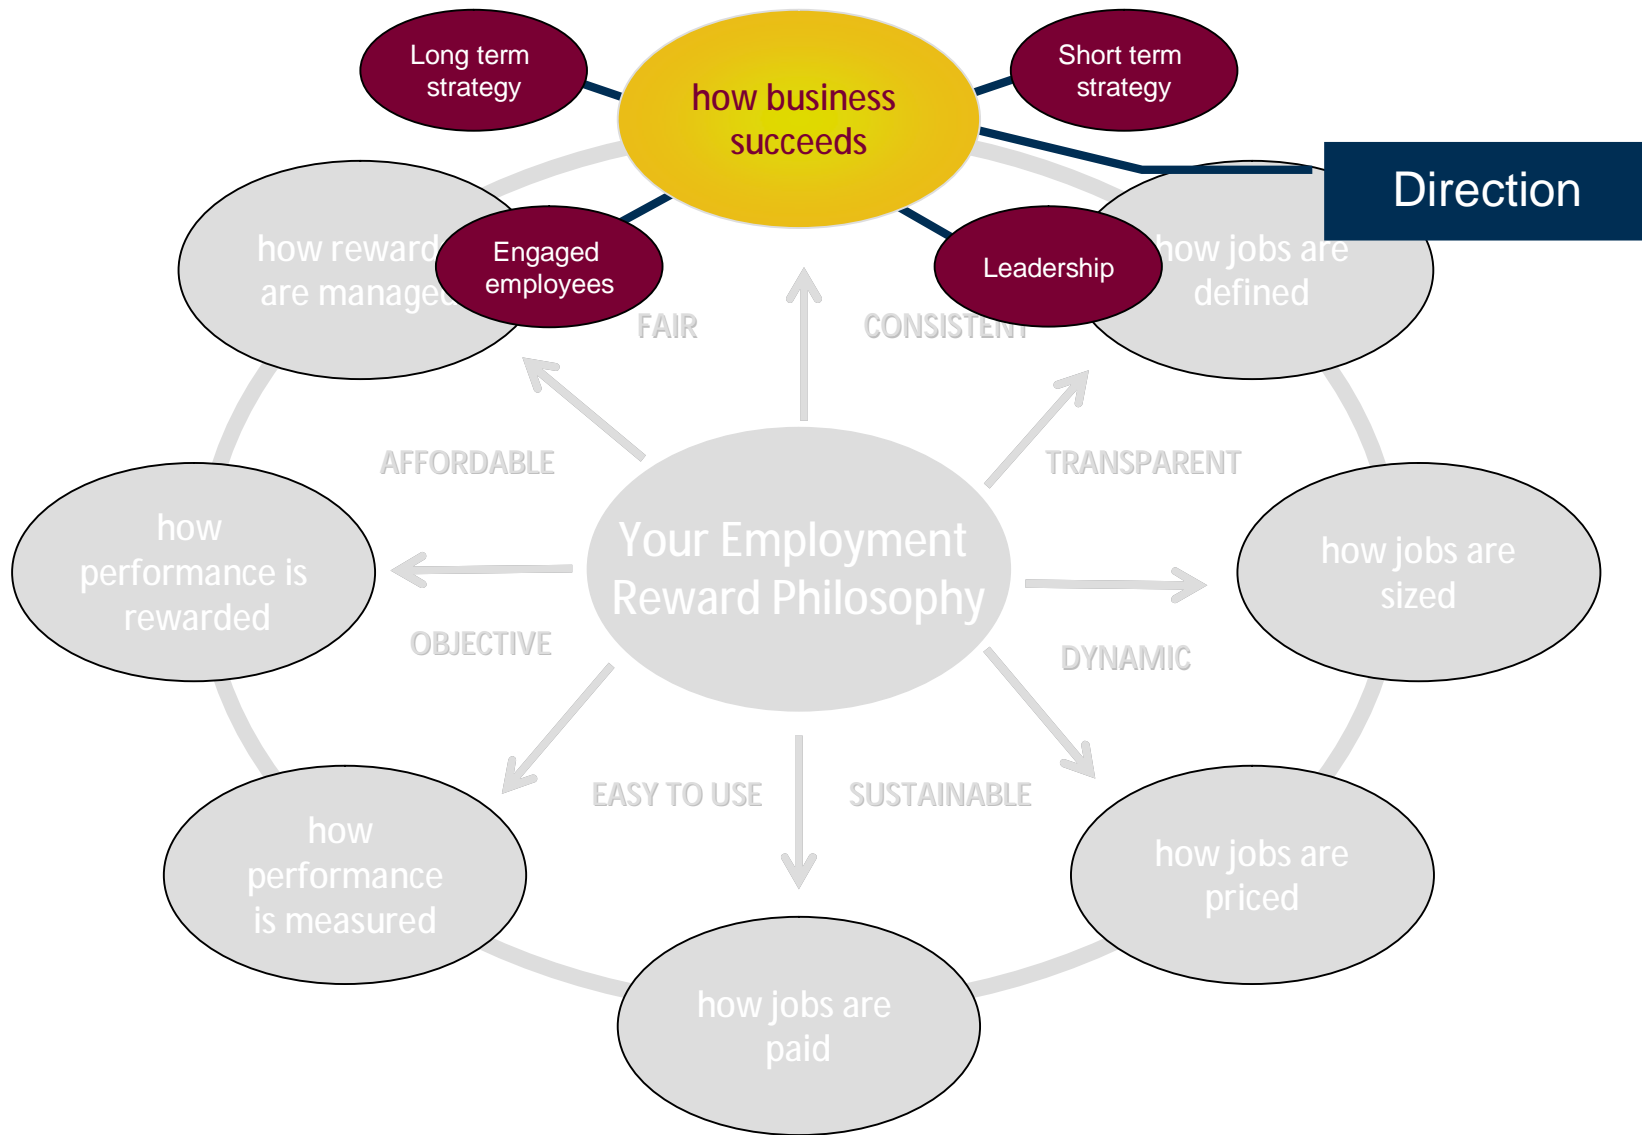 Long term
strategy
how business
succeeds
Short term
strategy
Direction
how reward
are managed
Engaged
employees
Leadership
how jobs are
defined
FAIR
CONSISTENT
AFFORDABLE
TRANSPARENT
how
performance is
rewarded
Your Employment
Reward Philosophy
how jobs are
sized
OBJECTIVE
DYNAMIC
EASY TO USE
SUSTAINABLE
how
performance
is measured
how jobs are
priced
how jobs are
paid